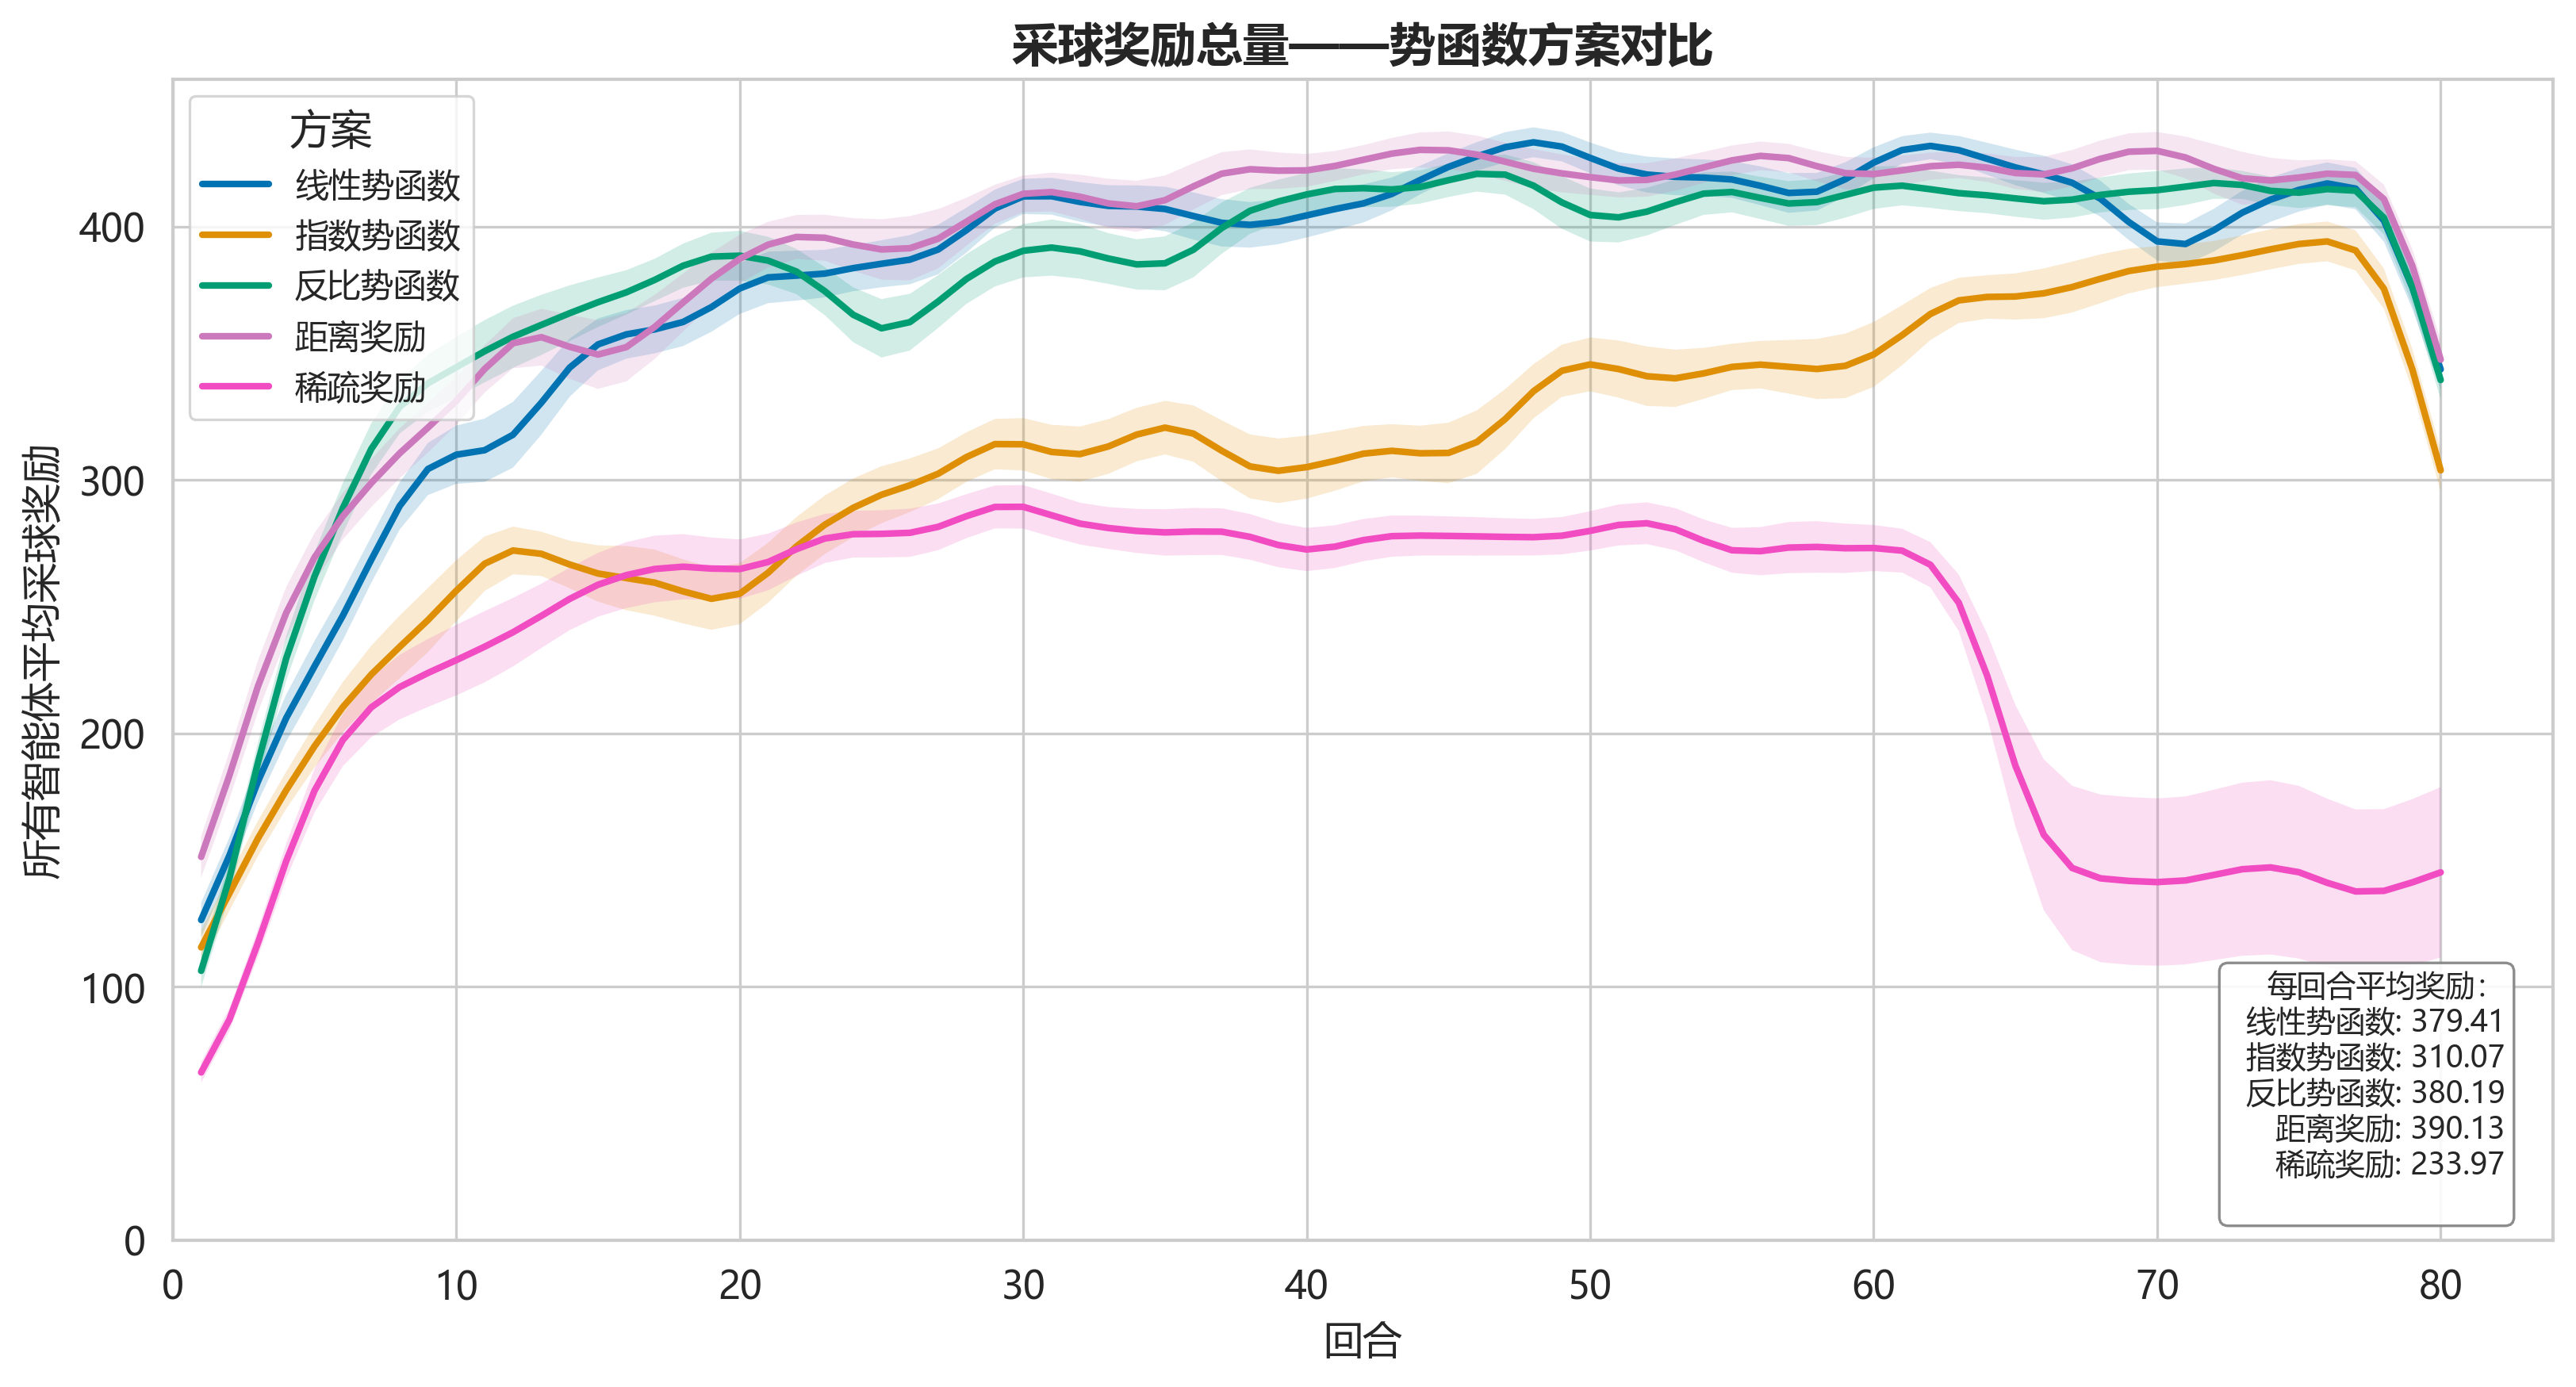 采球奖励总量——势函数方案对比
方案
线性势函数
指数势函数
反比势函数
距离奖励
稀疏奖励
所有智能体平均采球奖励
400
300
200
100
0
0 10 20 30 40 50 60 70 80
回合
每回合平均奖励：
线性势函数: 379.41
指数势函数: 310.07
反比势函数: 380.19
距离奖励: 390.13
稀疏奖励: 233.97